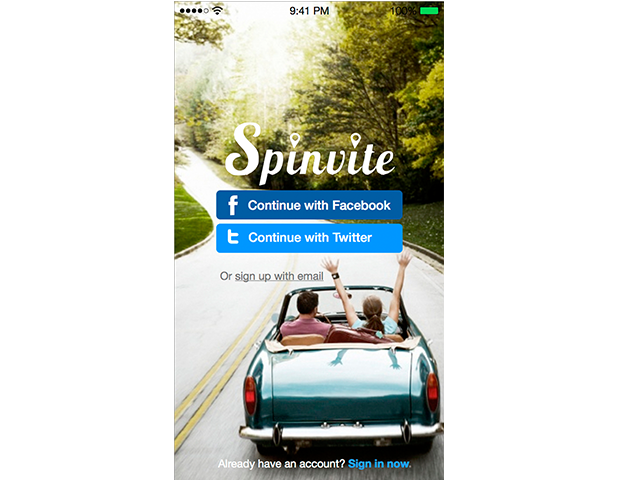 9:41 PM
100%
Spinvite
f Continue with Facebook
t Continue with Twitter
Or sign up with email
Already have an account? Sign in now.